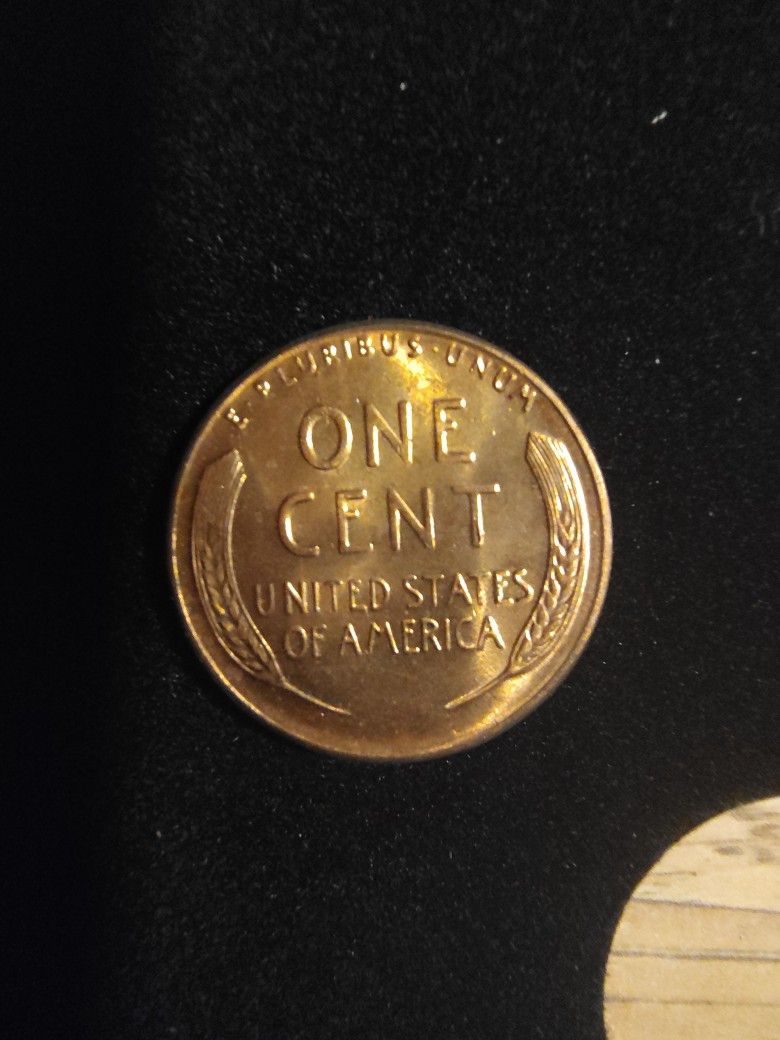 E·PLURIBUS·UNUM
ONE
CENT
UNITED STATES
OF AMERICA